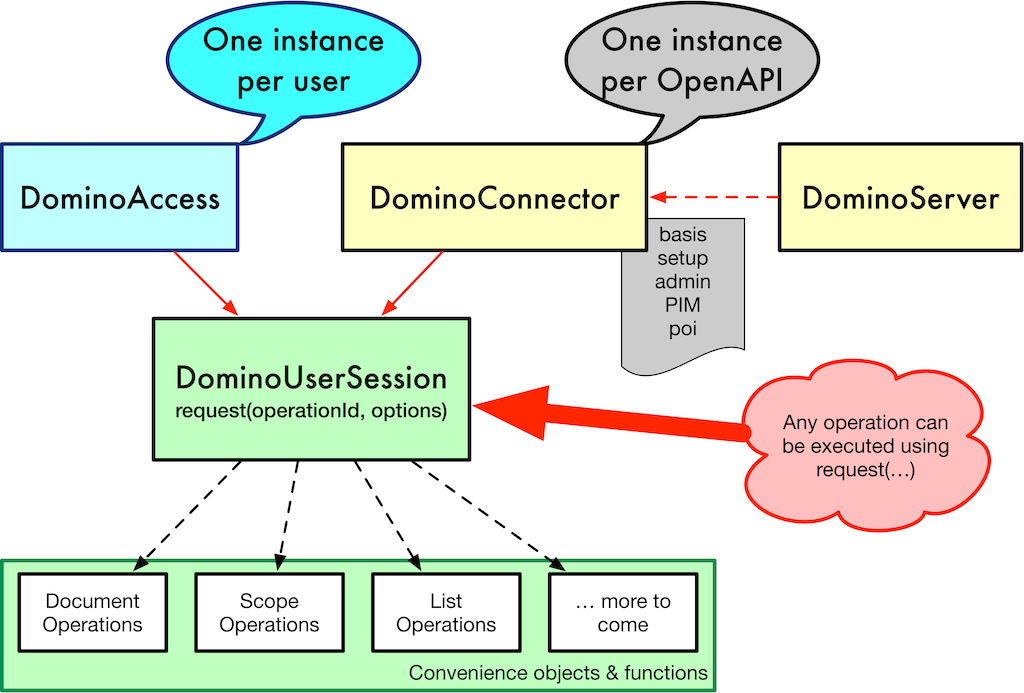 One instance
per user
One instance
per OpenAPI
DominoAccess
DominoConnector
DominoServer
basis
setup
admin
PIM
poi
DominoUserSession
request(operationId, options)
Any operation can
be executed using
request(…)
Document
Operations
Scope
Operations
List
Operations
… more to
come
Convenience objects & functions